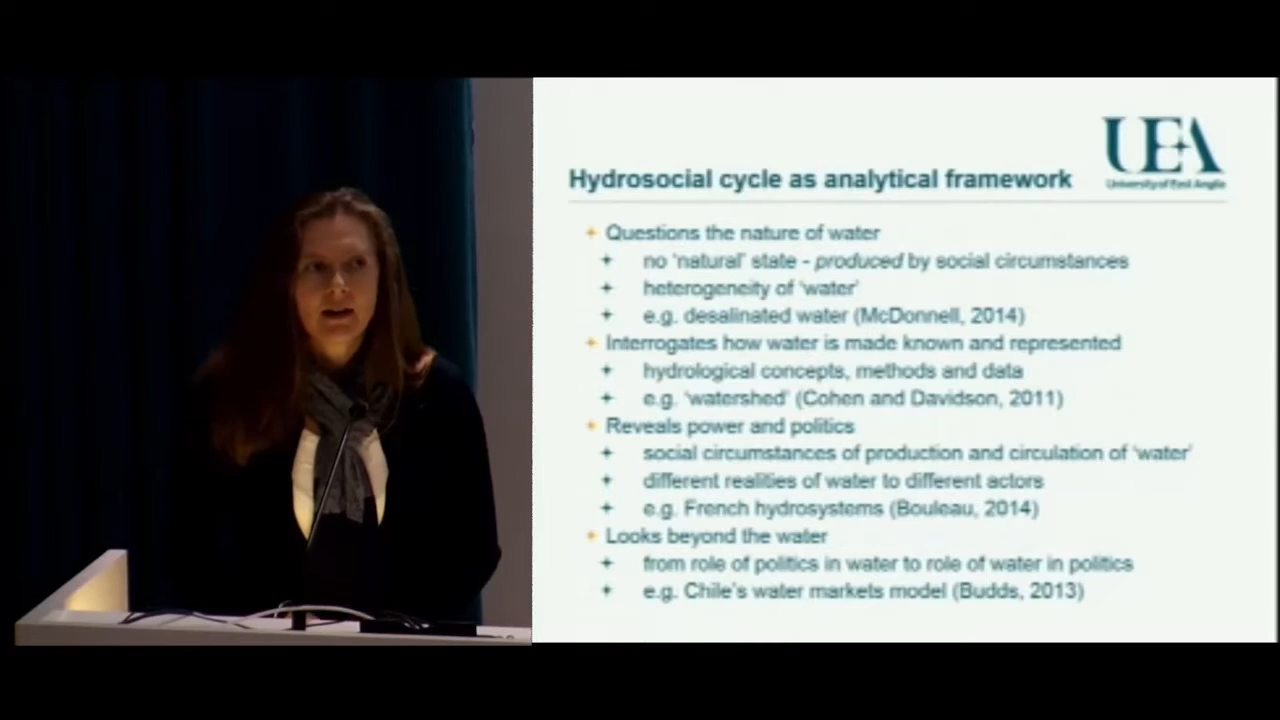 UEA
University of East Anglia
Hydrosocial cycle as analytical framework
Questions the nature of water
no 'natural' state - produced by social circumstances
heterogeneity of 'water'
e.g. desalinated water (McDonnell, 2014)
Interrogates how water is made known and represented
hydrological concepts, methods and data
e.g. 'watershed' (Cohen and Davidson, 2011)
Reveals power and politics
social circumstances of production and circulation of 'water'
different realities of water to different actors
e.g. French hydrosystems (Bouleau, 2014)
Looks beyond the water
from role of politics in water to role of water in politics
e.g. Chile's water markets model (Budds, 2013)